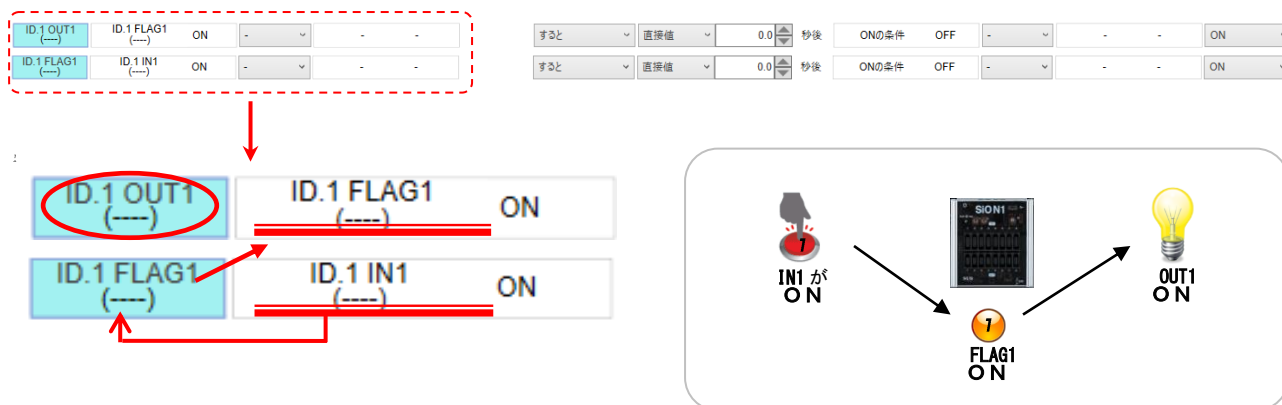 ID.1 OUT1 ID.1 FLAG1 ON - - - すると 直接値 0.0 秒後 ONの条件 OFF - - - ON
(----) (----)
ID.1 FLAG1 ID.1 IN1 ON - - - すると 直接値 0.0 秒後 ONの条件 OFF - - - ON
(----) (----)
ID.1 OUT1 ID.1 FLAG1 ON
(----) (----)
ID.1 FLAG1 ID.1 IN1 ON
(----) (----)
SiON1
1
IN1 が
ON
OUT1
ON
1
FLAG1
ON